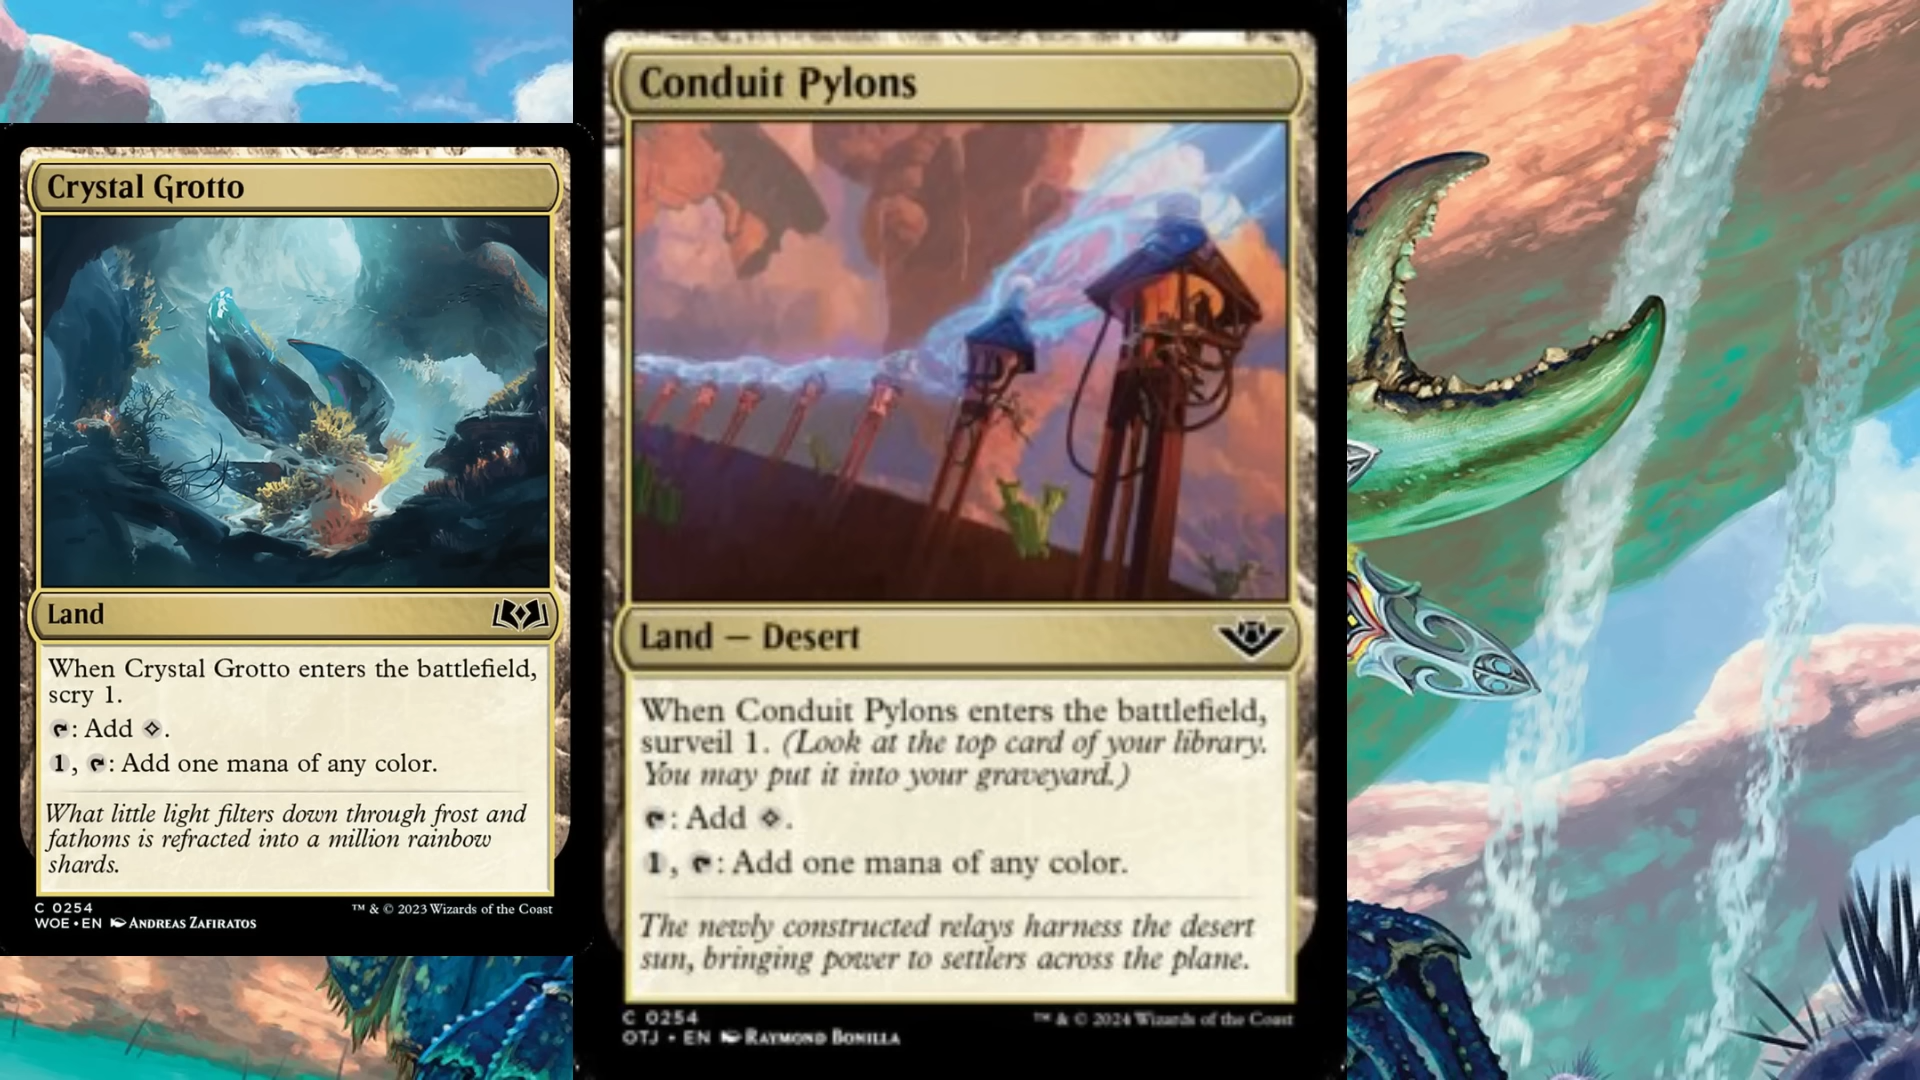 Crystal Grotto
Land
When Crystal Grotto enters the battlefield,
scry 1.
: Add .
1, : Add one mana of any color.
What little light filters down through frost and
fathoms is refracted into a million rainbow
shards.
C 0254
WOE • EN ANDREAS ZAFIRATOS
™ & © 2023 Wizards of the Coast
Conduit Pylons
Land — Desert
When Conduit Pylons enters the battlefield,
surveil 1. (Look at the top card of your library.
You may put it into your graveyard.)
: Add .
1, : Add one mana of any color.
The newly constructed relays harness the desert
sun, bringing power to settlers across the plane.
C 0254
OTJ • EN RAYMOND BONILLA
™ & © 2024 Wizards of the Coast